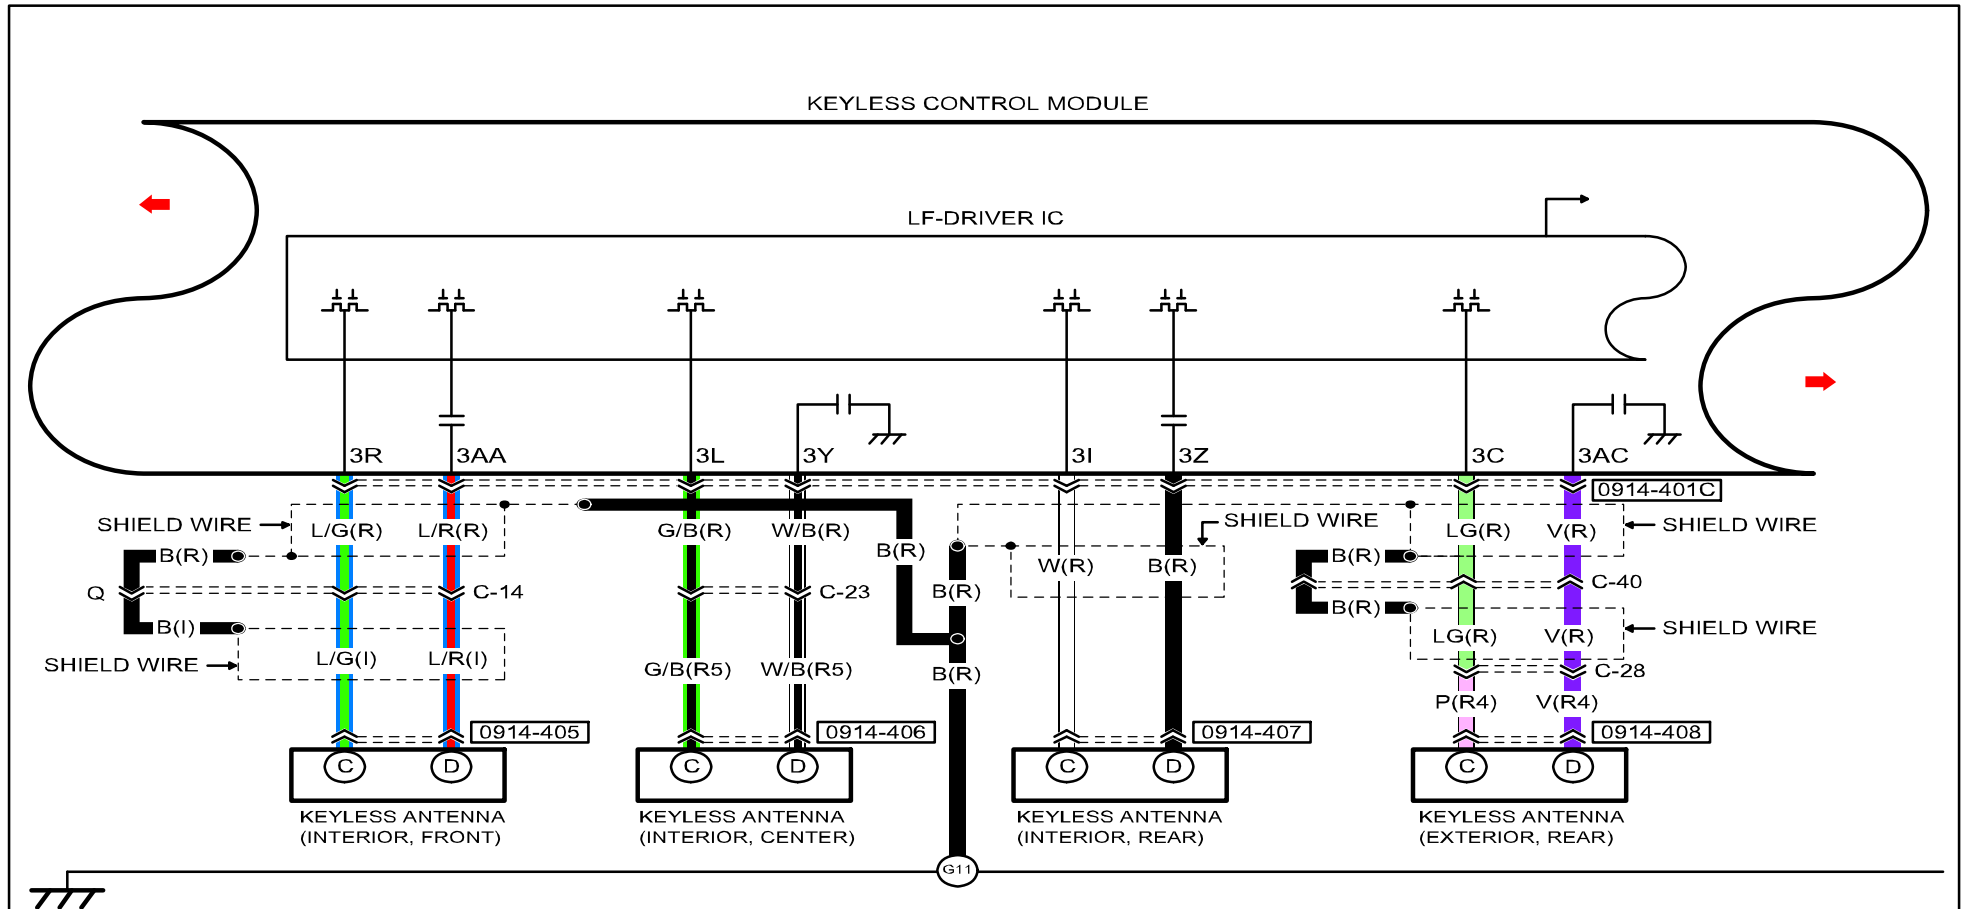 KEYLESS CONTROL MODULE
LF-DRIVER IC
3R 3AA 3L 3Y 3I 3Z 3C 3AC
0914-401C
SHIELD WIRE L/G(R) L/R(R) G/B(R) W/B(R) SHIELD WIRE LG(R) V(R) SHIELD WIRE
B(R) B(R) W(R) B(R) B(R)
Q C-14 C-23 B(R) C-40
B(I) B(R) SHIELD WIRE
SHIELD WIRE L/G(I) L/R(I) G/B(R5) W/B(R5) B(R) LG(R) V(R)
C-28
P(R4) V(R4)
0914-405 0914-406 0914-407 0914-408
C D C D C D C D
KEYLESS ANTENNA
(INTERIOR, FRONT)
KEYLESS ANTENNA
(INTERIOR, CENTER)
KEYLESS ANTENNA
(INTERIOR, REAR)
KEYLESS ANTENNA
(EXTERIOR, REAR)
G11